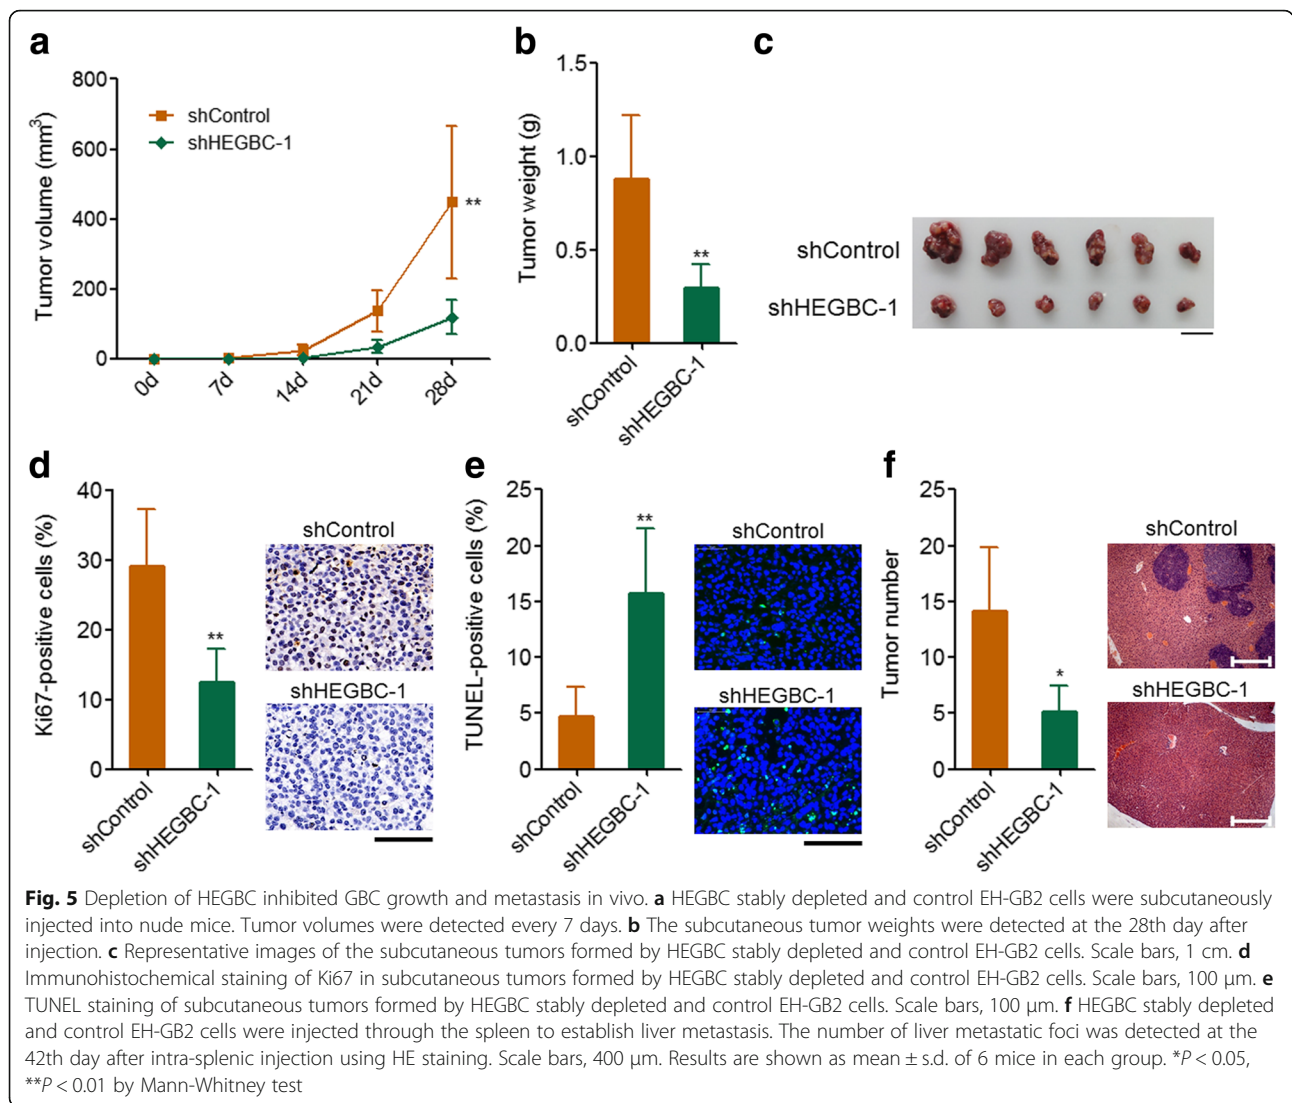 a
800
600
400
200
0
Tumor volume (mm³)
shControl
shHEGBC-1
**
0d
7d
14d
21d
28d
b
1.5
1.0
0.5
0.0
Tumor weight (g)
**
shControl
shHEGBC-1
c
shControl
shHEGBC-1
d
40
30
20
10
0
Ki67-positive cells (%)
**
shControl
shHEGBC-1
shControl
shHEGBC-1
e
25
20
15
10
5
0
TUNEL-positive cells (%)
**
shControl
shHEGBC-1
shControl
shHEGBC-1
f
25
20
15
10
5
0
Tumor number
*
shControl
shHEGBC-1
shControl
shHEGBC-1
Fig. 5 Depletion of HEGBC inhibited GBC growth and metastasis in vivo. a HEGBC stably depleted and control EH-GB2 cells were subcutaneously
injected into nude mice. Tumor volumes were detected every 7 days. b The subcutaneous tumor weights were detected at the 28th day after
injection. c Representative images of the subcutaneous tumors formed by HEGBC stably depleted and control EH-GB2 cells. Scale bars, 1 cm. d
Immunohistochemical staining of Ki67 in subcutaneous tumors formed by HEGBC stably depleted and control EH-GB2 cells. Scale bars, 100 μm. e
TUNEL staining of subcutaneous tumors formed by HEGBC stably depleted and control EH-GB2 cells. Scale bars, 100 μm. f HEGBC stably depleted
and control EH-GB2 cells were injected through the spleen to establish liver metastasis. The number of liver metastatic foci was detected at the
42th day after intra-splenic injection using HE staining. Scale bars, 400 μm. Results are shown as mean ± s.d. of 6 mice in each group. *P < 0.05,
**P < 0.01 by Mann-Whitney test